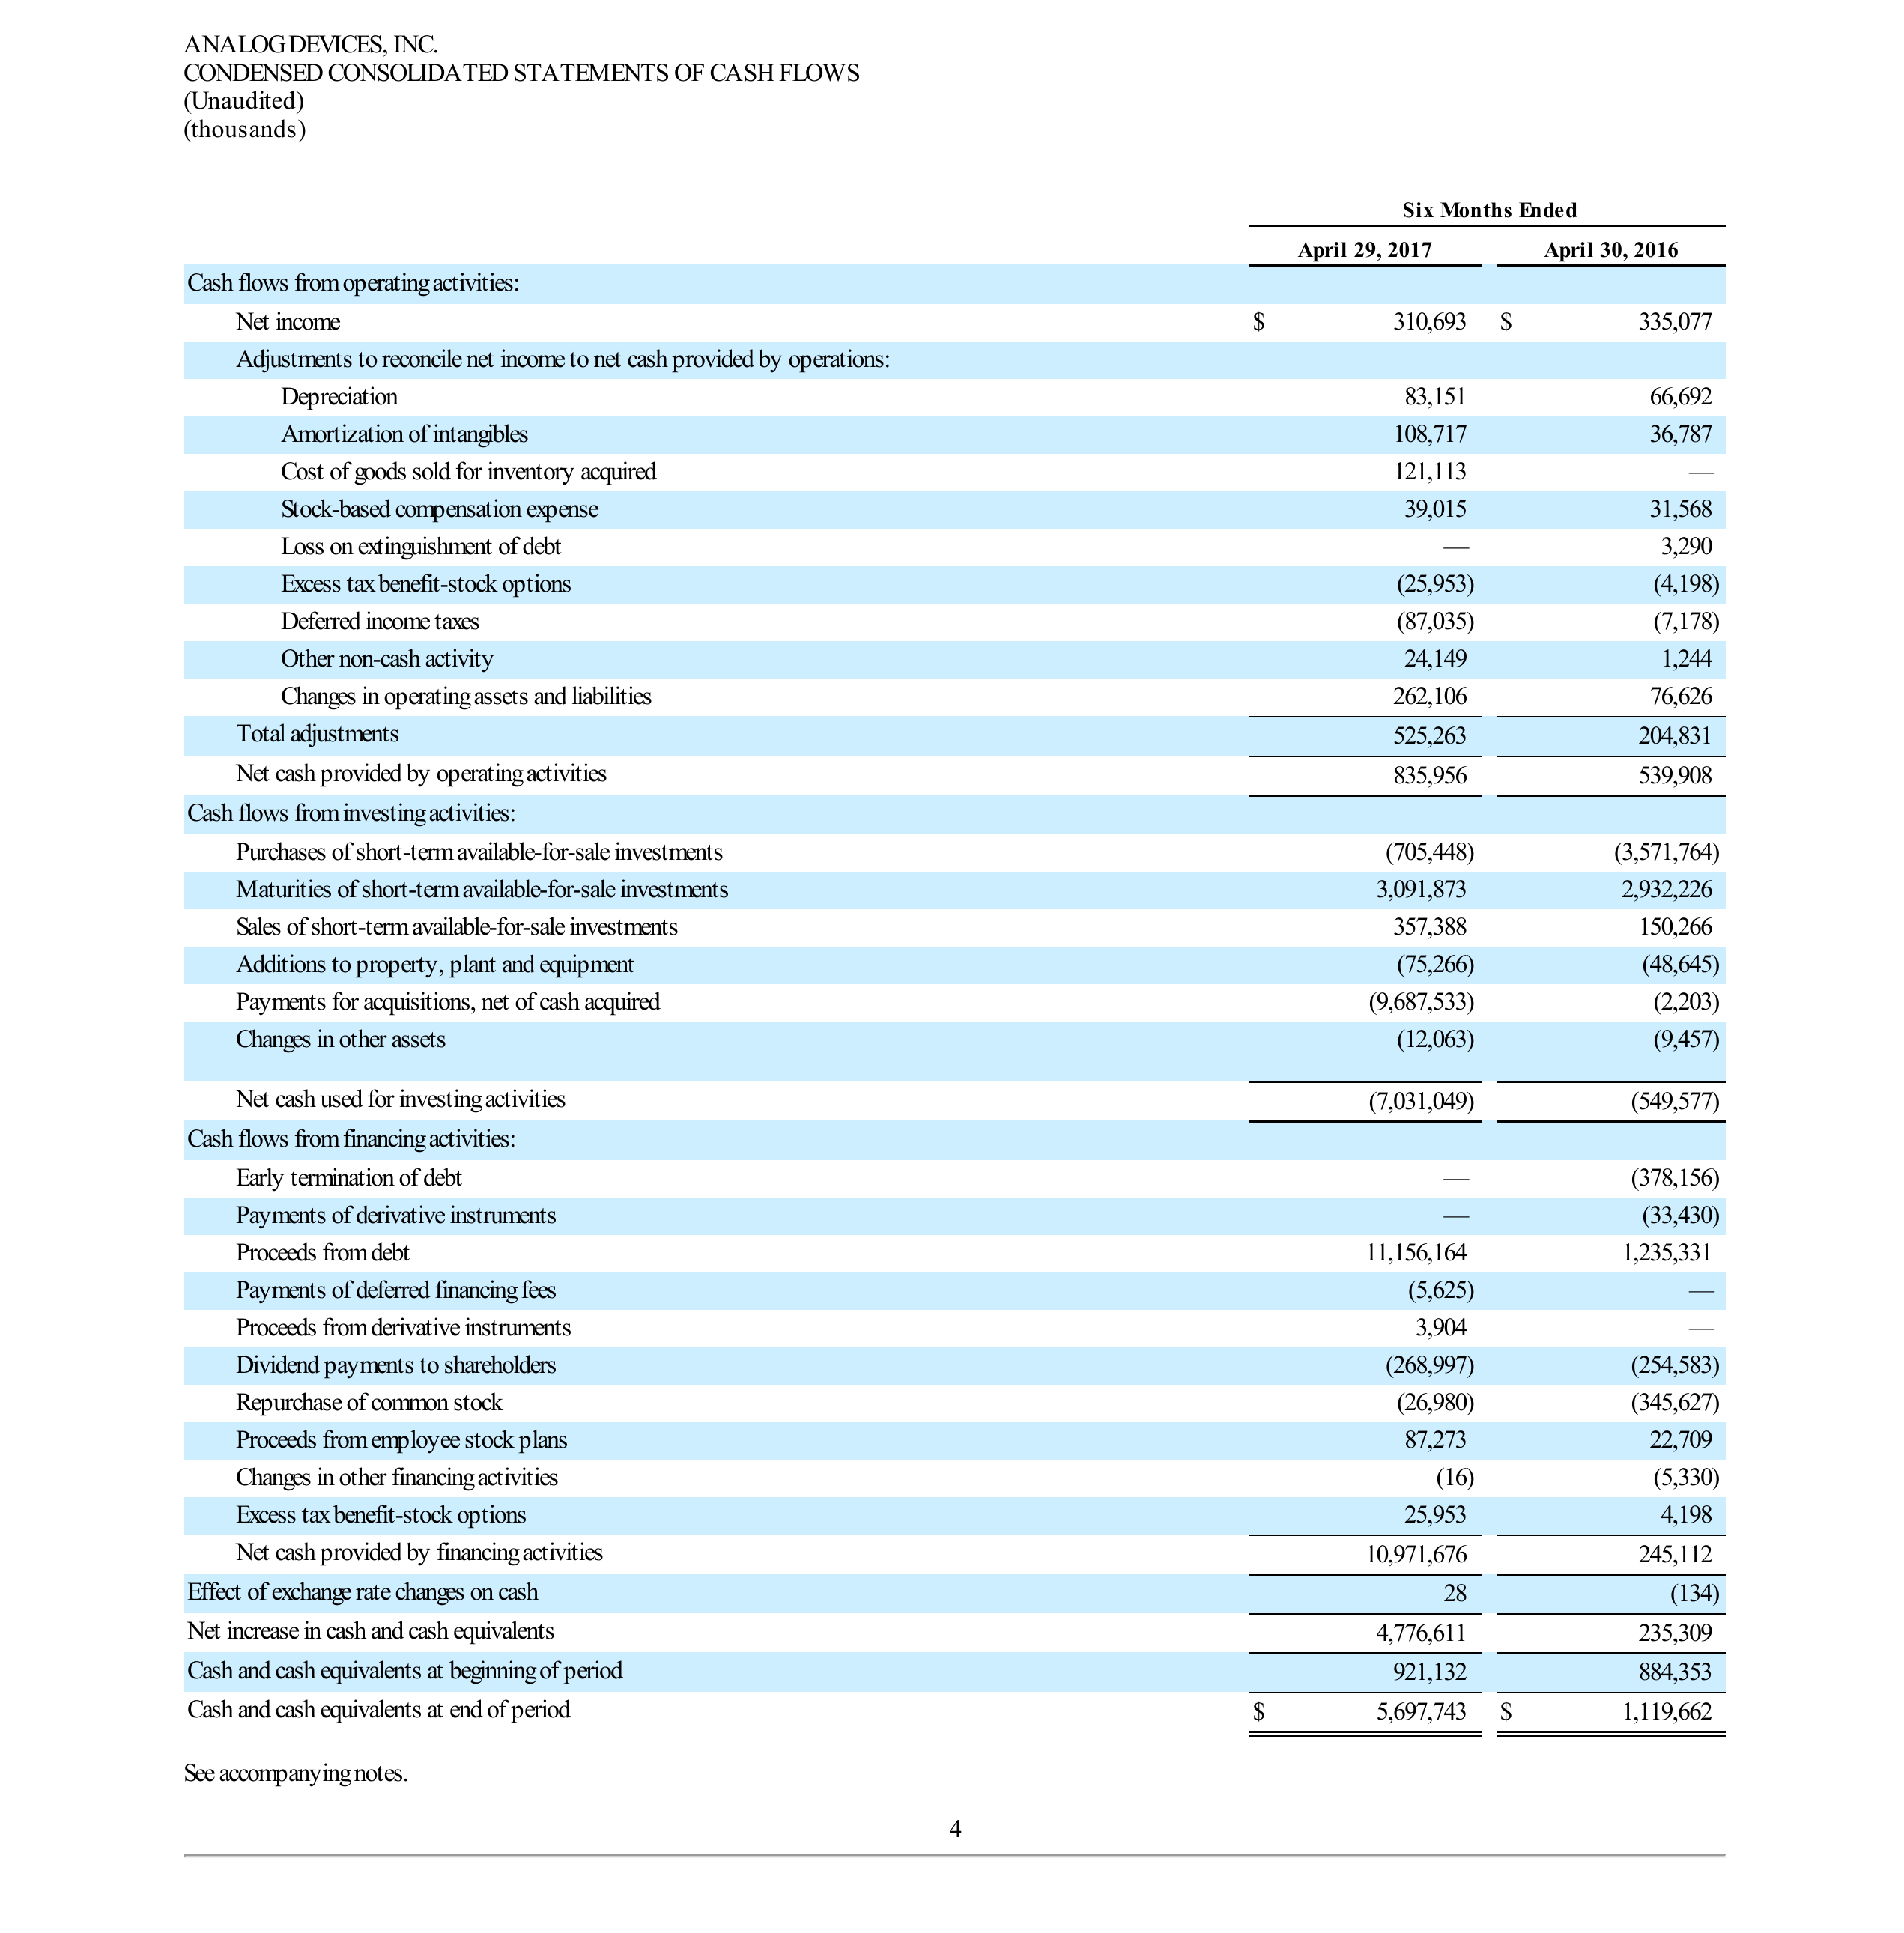 ANALOG DEVICES, INC.
CONDENSED CONSOLIDATED STATEMENTS OF CASH FLOWS
(Unaudited)
(thousands)
Six Months Ended
April 29, 2017 April 30, 2016
Cash flows from operating activities:
Net income $ 310,693 $ 335,077
Adjustments to reconcile net income to net cash provided by operations:
Depreciation 83,151 66,692
Amortization of intangibles 108,717 36,787
Cost of goods sold for inventory acquired 121,113 —
Stock-based compensation expense 39,015 31,568
Loss on extinguishment of debt — 3,290
Excess tax benefit-stock options (25,953) (4,198)
Deferred income taxes (87,035) (7,178)
Other non-cash activity 24,149 1,244
Changes in operating assets and liabilities 262,106 76,626
Total adjustments 525,263 204,831
Net cash provided by operating activities 835,956 539,908
Cash flows from investing activities:
Purchases of short-term available-for-sale investments (705,448) (3,571,764)
Maturities of short-term available-for-sale investments 3,091,873 2,932,226
Sales of short-term available-for-sale investments 357,388 150,266
Additions to property, plant and equipment (75,266) (48,645)
Payments for acquisitions, net of cash acquired (9,687,533) (2,203)
Changes in other assets (12,063) (9,457)
Net cash used for investing activities (7,031,049) (549,577)
Cash flows from financing activities:
Early termination of debt — (378,156)
Payments of derivative instruments — (33,430)
Proceeds from debt 11,156,164 1,235,331
Payments of deferred financing fees (5,625) —
Proceeds from derivative instruments 3,904 —
Dividend payments to shareholders (268,997) (254,583)
Repurchase of common stock (26,980) (345,627)
Proceeds from employee stock plans 87,273 22,709
Changes in other financing activities (16) (5,330)
Excess tax benefit-stock options 25,953 4,198
Net cash provided by financing activities 10,971,676 245,112
Effect of exchange rate changes on cash 28 (134)
Net increase in cash and cash equivalents 4,776,611 235,309
Cash and cash equivalents at beginning of period 921,132 884,353
Cash and cash equivalents at end of period $ 5,697,743 $ 1,119,662
See accompanying notes.
4